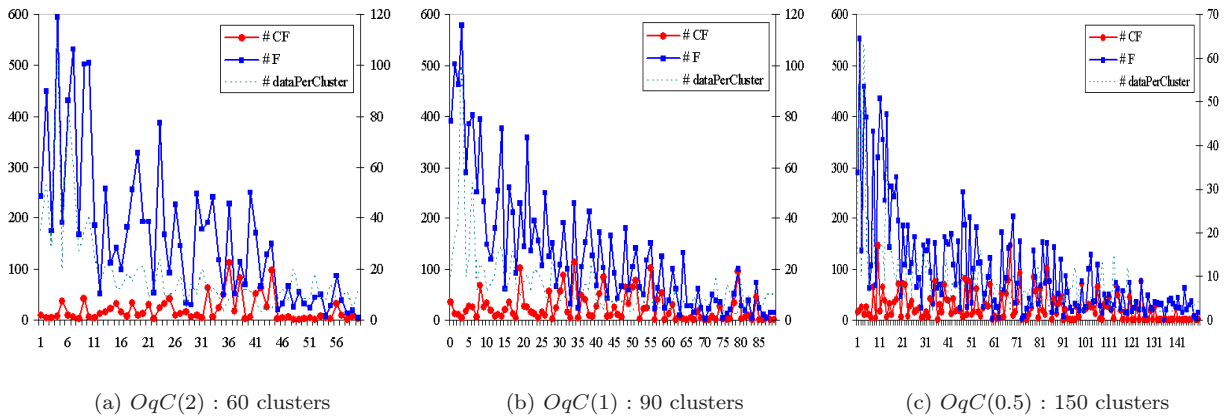 600
500
400
300
200
100
0
120
100
80
60
40
20
0
# CF
# F
# dataPerCluster
1 6 11 16 21 26 31 36 41 46 51 56
(a) OqC(2) : 60 clusters
600
500
400
300
200
100
0
120
100
80
60
40
20
0
# CF
# F
# dataPerCluster
0 5 10 15 20 25 30 35 40 45 50 55 60 65 70 75 80 85
(b) OqC(1) : 90 clusters
600
500
400
300
200
100
0
70
60
50
40
30
20
10
0
# CF
# F
# dataPerCluster
1 11 21 31 41 51 61 71 81 91 101 111 121 131 141
(c) OqC(0.5) : 150 clusters